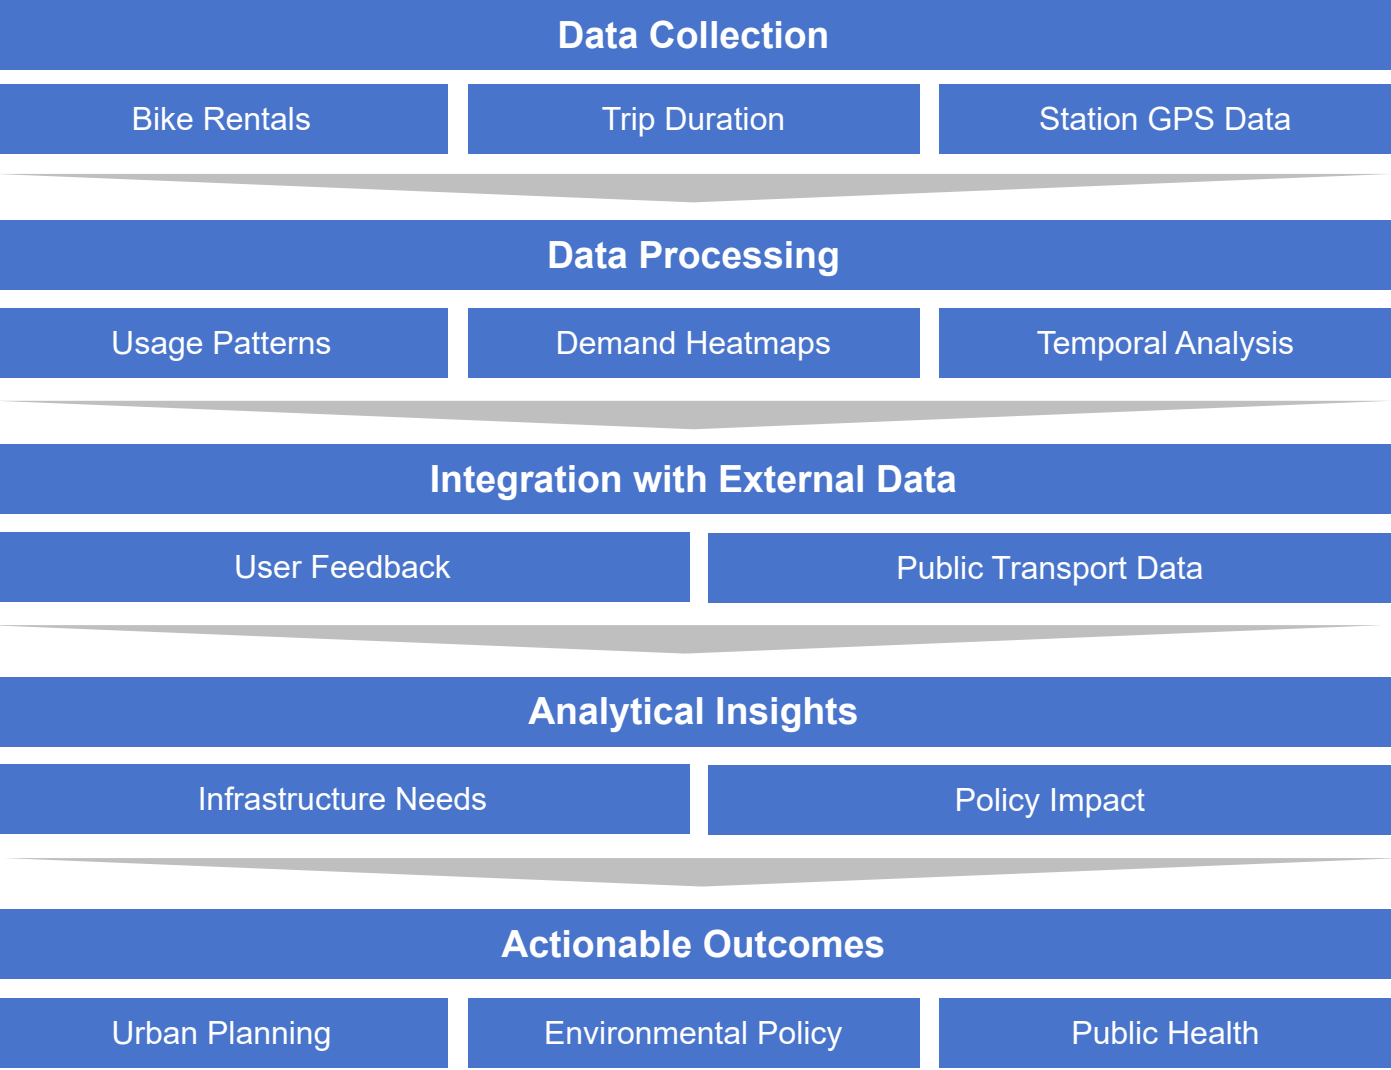 Data Collection
Bike Rentals
Trip Duration
Station GPS Data
Data Processing
Usage Patterns
Demand Heatmaps
Temporal Analysis
Integration with External Data
User Feedback
Public Transport Data
Analytical Insights
Infrastructure Needs
Policy Impact
Actionable Outcomes
Urban Planning
Environmental Policy
Public Health